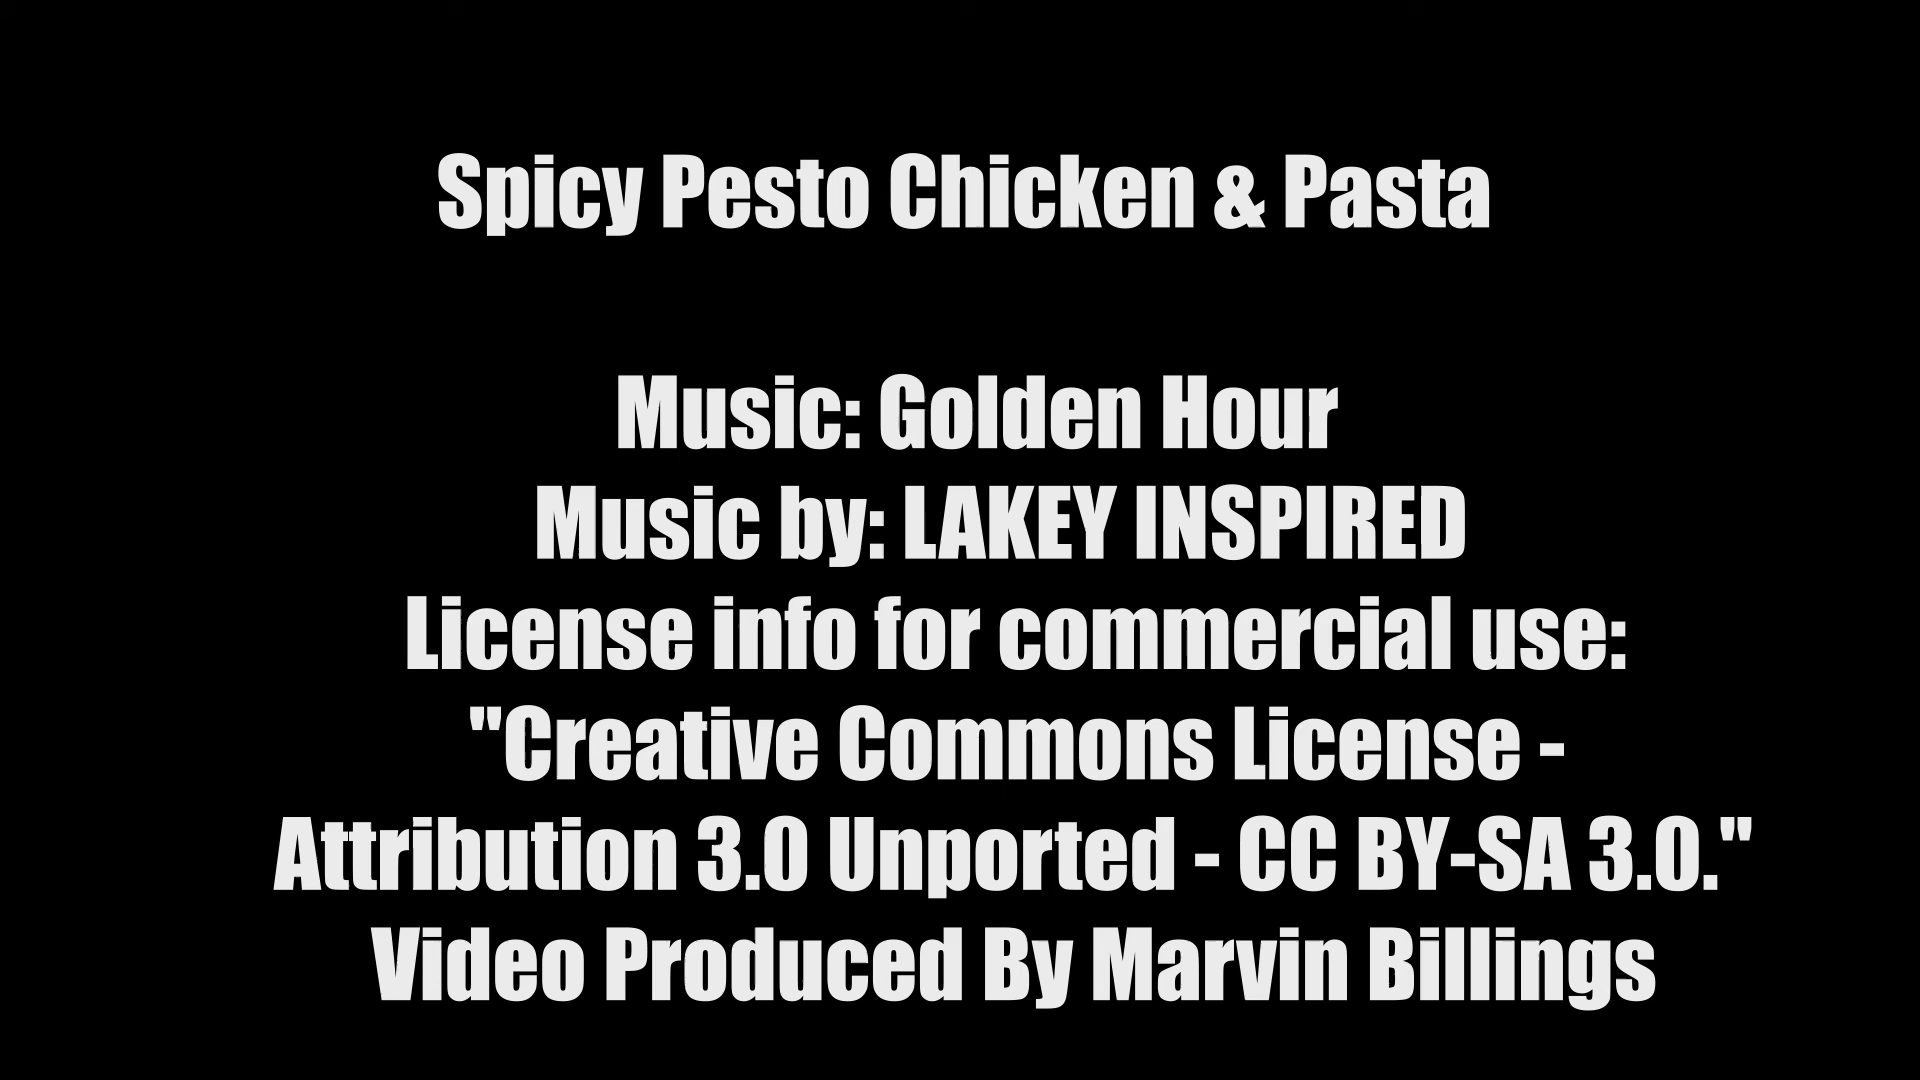 Spicy Pesto Chicken & Pasta
Music: Golden Hour
Music by: LAKEY INSPIRED
License info for commercial use:
"Creative Commons License -
Attribution 3.0 Unported - CC BY-SA 3.0."
Video Produced By Marvin Billings